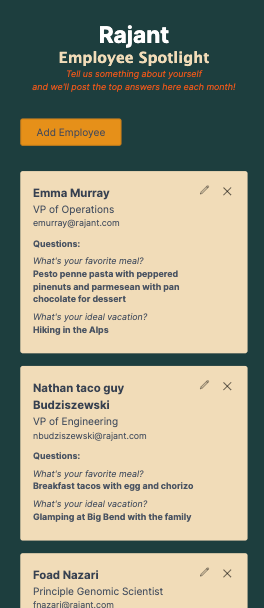 Rajant
Employee Spotlight
Tell us something about yourself
and we'll post the top answers here each month!
Add Employee
Emma Murray
VP of Operations
emurray@rajant.com
Questions:
What's your favorite meal?
Pesto penne pasta with peppered
pinenuts and parmesean with pan
chocolate for dessert
What's your ideal vacation?
Hiking in the Alps
Nathan taco guy
Budziszewski
VP of Engineering
nbudziszewski@rajant.com
Questions:
What's your favorite meal?
Breakfast tacos with egg and chorizo
What's your ideal vacation?
Glamping at Big Bend with the family
Foad Nazari
Principle Genomic Scientist
fnazari@rajant.com